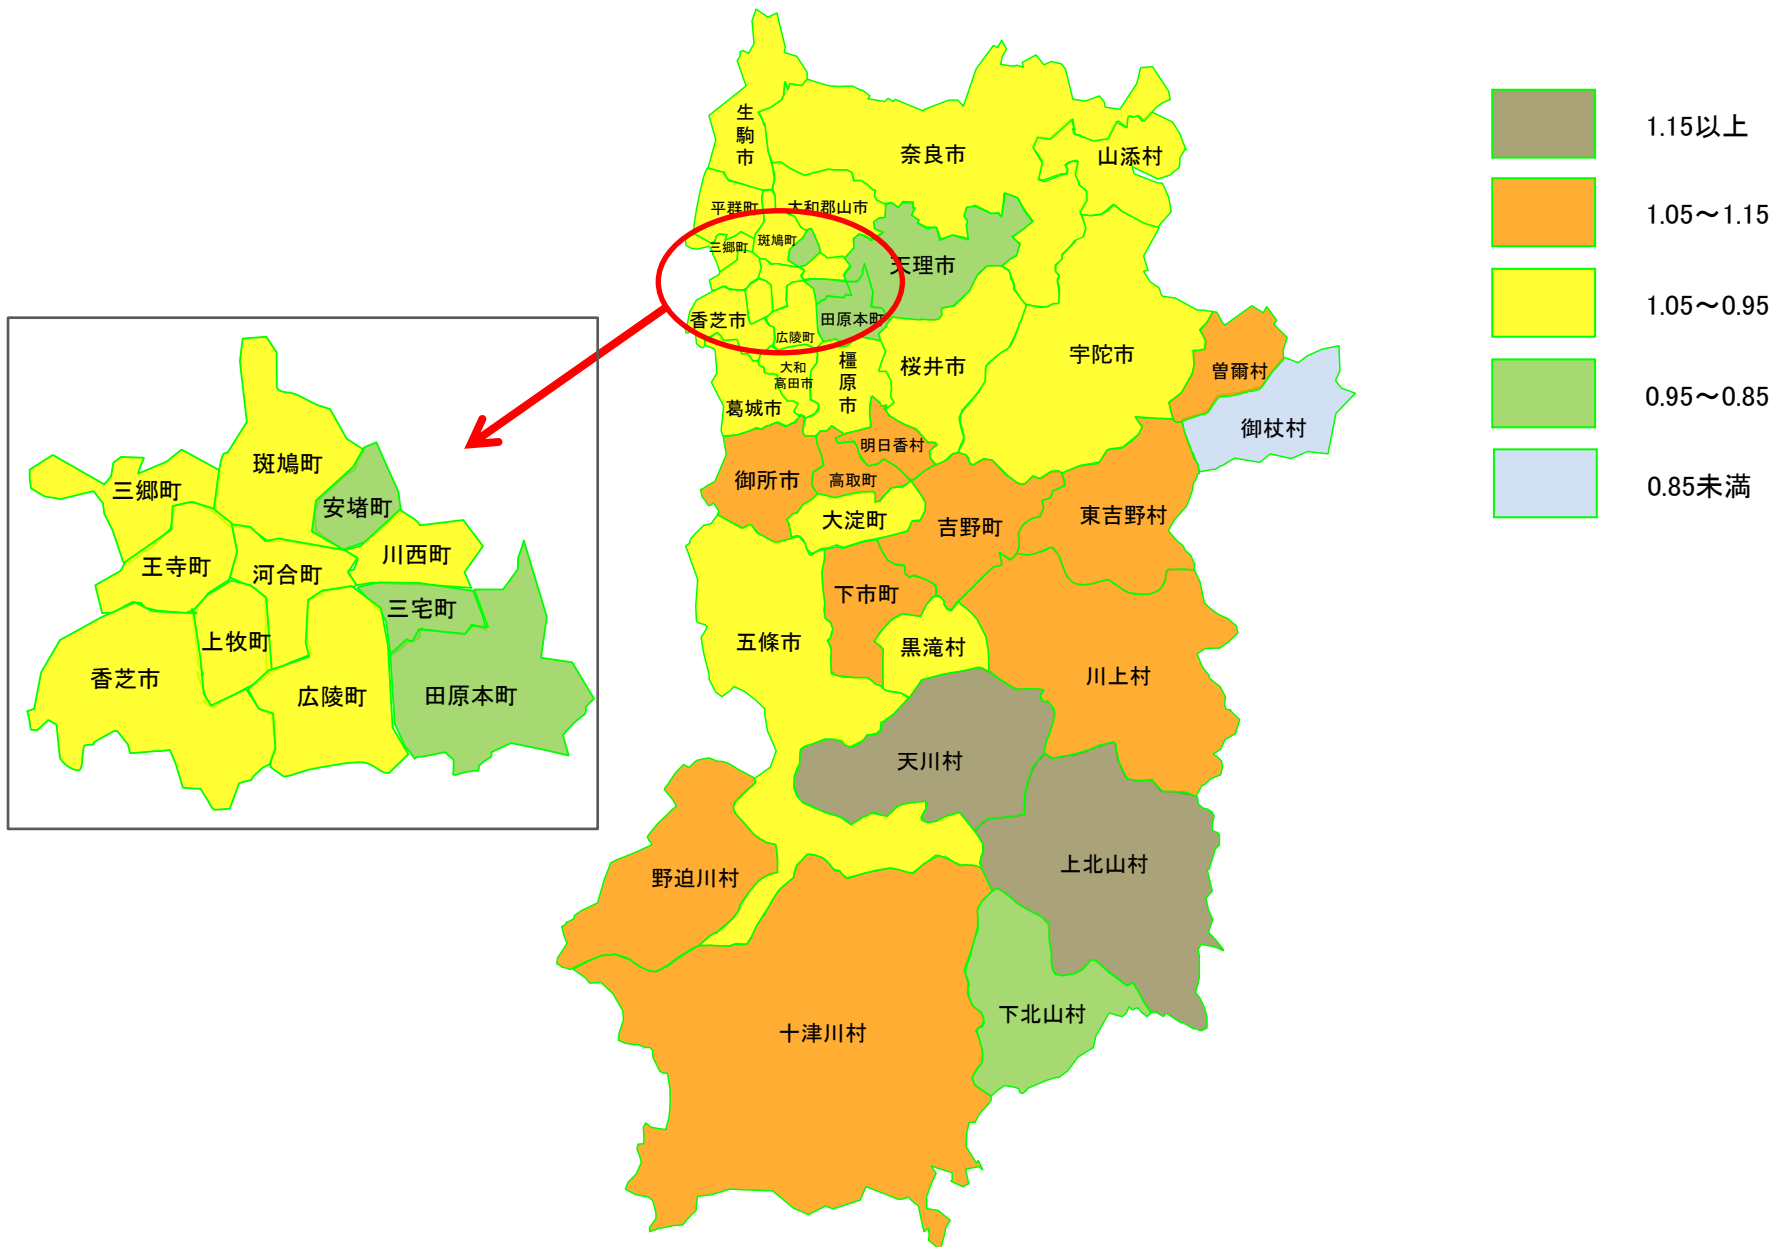 生駒市
奈良市
山添村
平群町
大和郡山市
三郷町
斑鳩町
天理市
香芝市
広陵町
田原本町
大和
高田市
橿原市
桜井市
宇陀市
曽爾村
御杖村
葛城市
明日香村
御所市
高取町
大淀町
吉野町
東吉野村
下市町
五條市
黒滝村
川上村
天川村
上北山村
野迫川村
下北山村
十津川村
斑鳩町
三郷町
安堵町
王寺町
河合町
川西町
三宅町
上牧町
香芝市
広陵町
田原本町
1.15以上
1.05～1.15
1.05～0.95
0.95～0.85
0.85未満